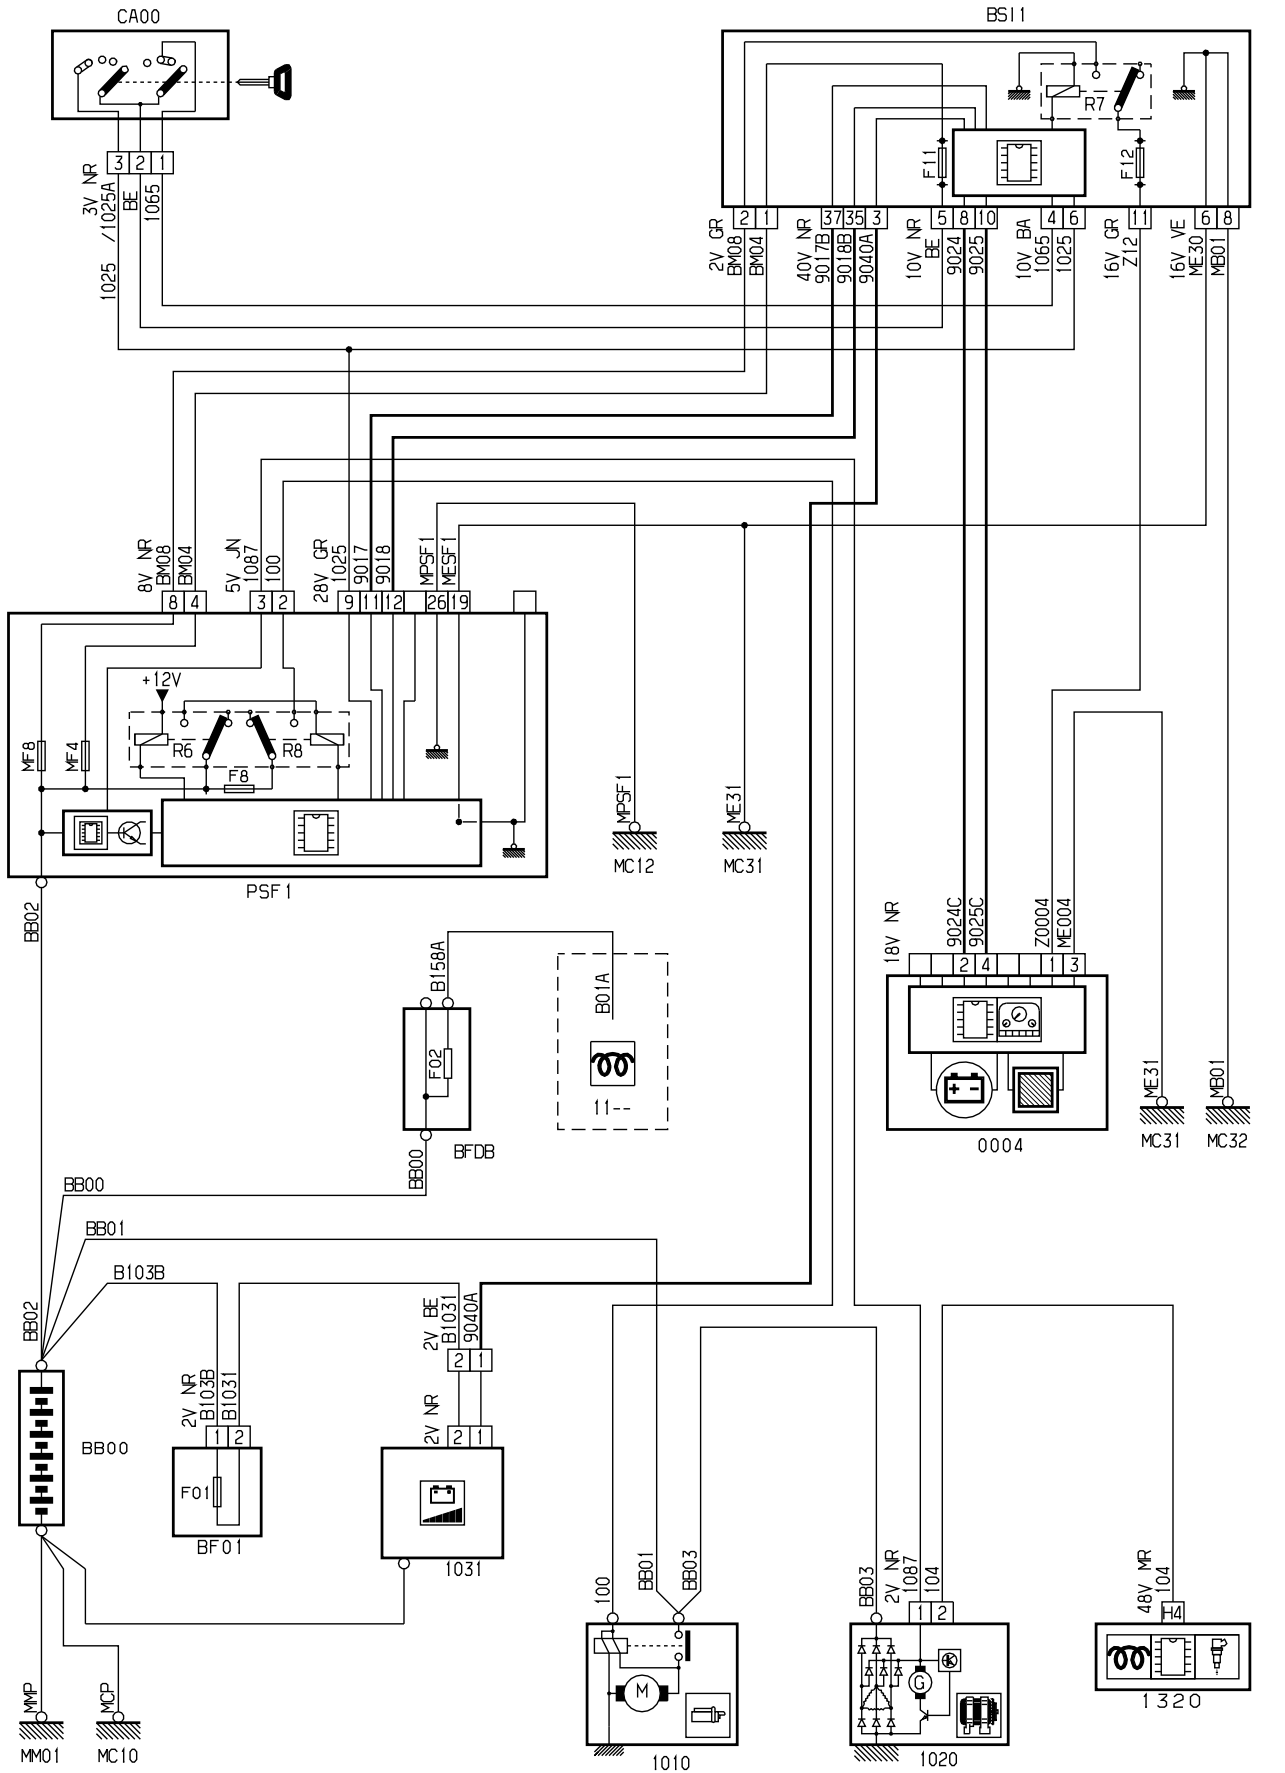 CA00
BSI1
R7
F11
F12
3 2 1
3V NR
1025 /1025A
BE
1065
2 1
37 35 3
5 8 10
4 6
11
6 8
2V GR
BM08
BM04
40V NR
9017B
9018B
9040A
10V NR
BE
9024
9025
10V BA
1065
1025
16V GR
Z12
16V VE
ME30
MB01
8V NR
BM08
BM04
5V JN
1087
100
28V GR
1025
9017
9018
MPSF1
MESF1
8 4
3 2
9 11 12 26 19
+12V
R6
R8
MF8
MF4
F8
PSF1
MPSF1
MC12
ME31
MC31
BB02
B158A
F02
BFDB
BB00
B01A
11--
18V NR
9024C
9025C
Z0004
ME004
2 4 1 3
0004
ME31
MC31
MB01
MC32
BB00
BB01
B103B
BB02
BB00
2V NR
B103B
B1031
1 2
F01
BF01
2V BE
B1031
9040A
2 1
2V NR
2 1
1031
100
BB01
BB03
M
1010
BB03
2V NR
1087
104
1 2
G
1020
48V MR
104
H4
1320
MMP
MM01
MCP
MC10